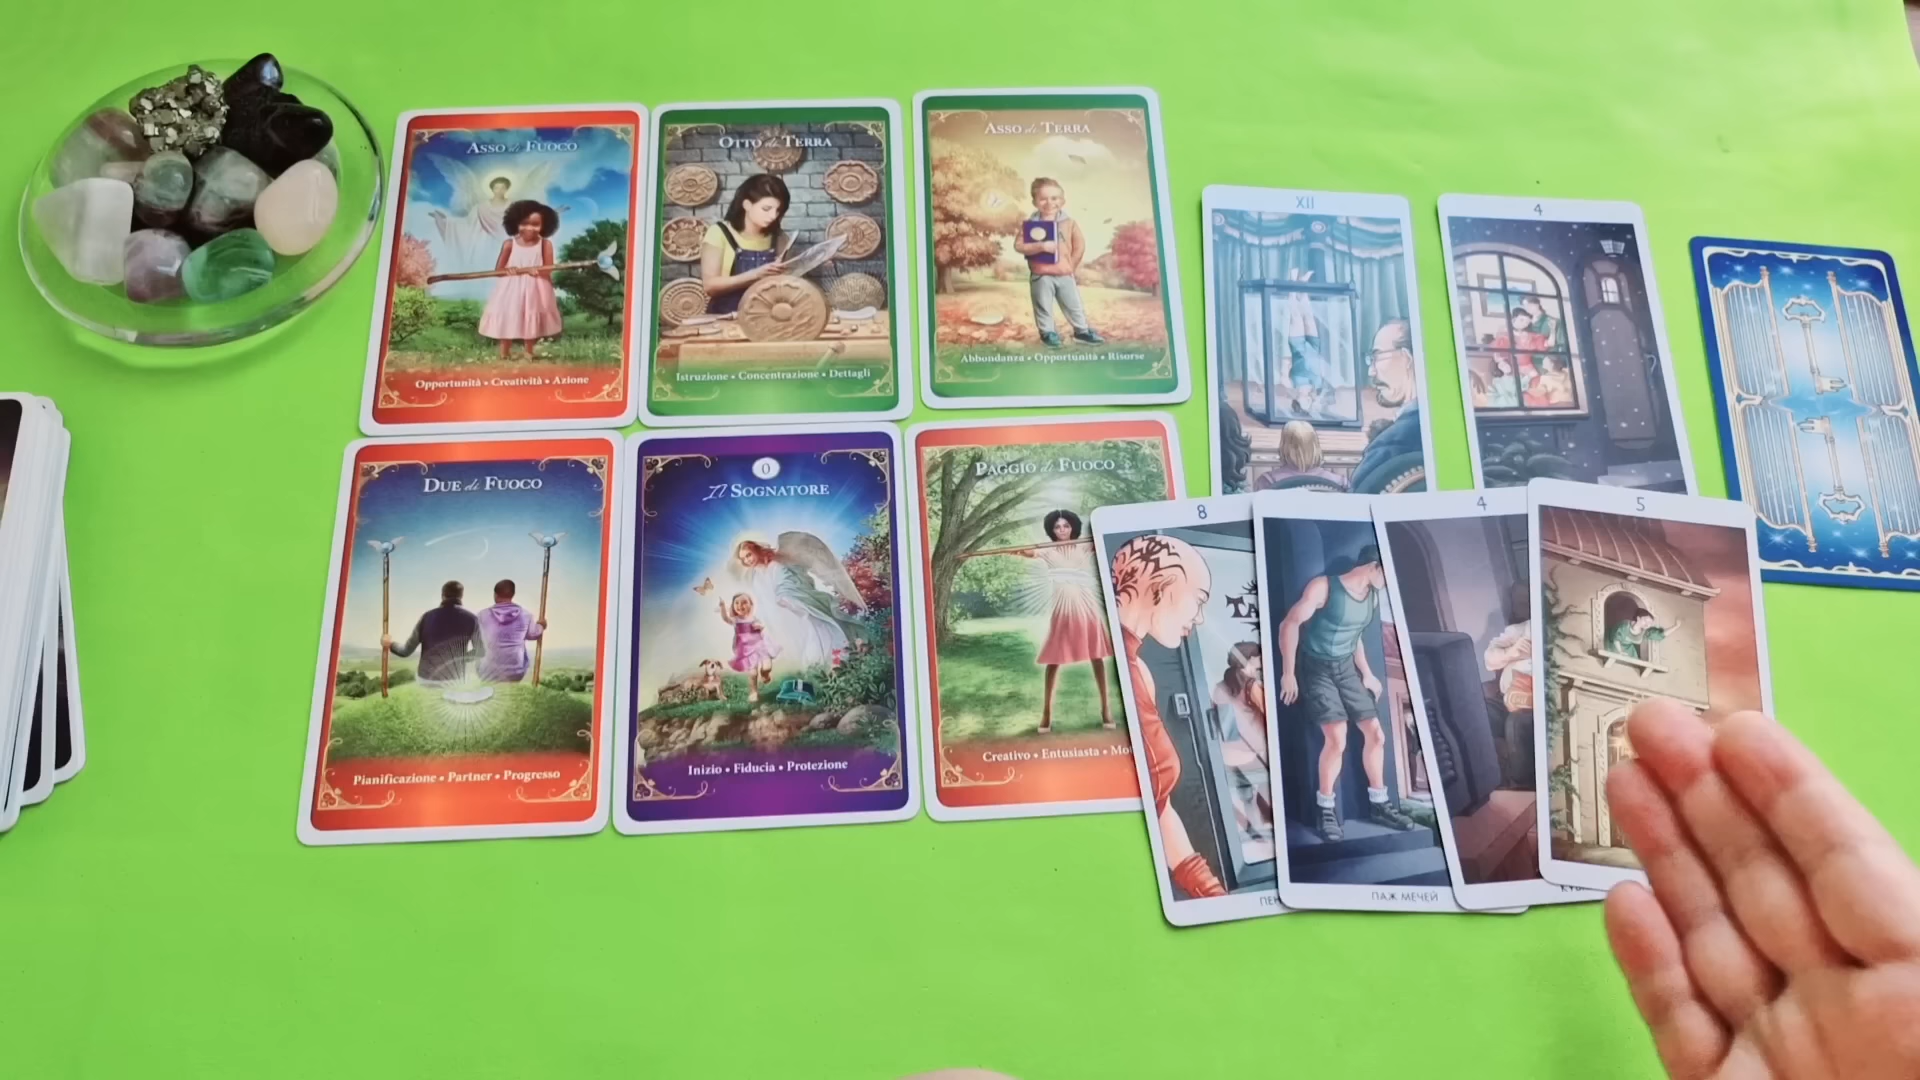 Asso di Fuoco
Opportunità • Creatività • Azione
Otto di Terra
Istruzione • Concentrazione • Dettagli
Asso di Terra
Abbondanza • Opportunità • Risorse
XII
4
Due di Fuoco
Pianificazione • Partner • Progresso
0
Il Sognatore
Inizio • Fiducia • Protezione
Paggio di Fuoco
Creativo • Entusiasta •
8
4
5
ПАЖ МЕЧЕЙ